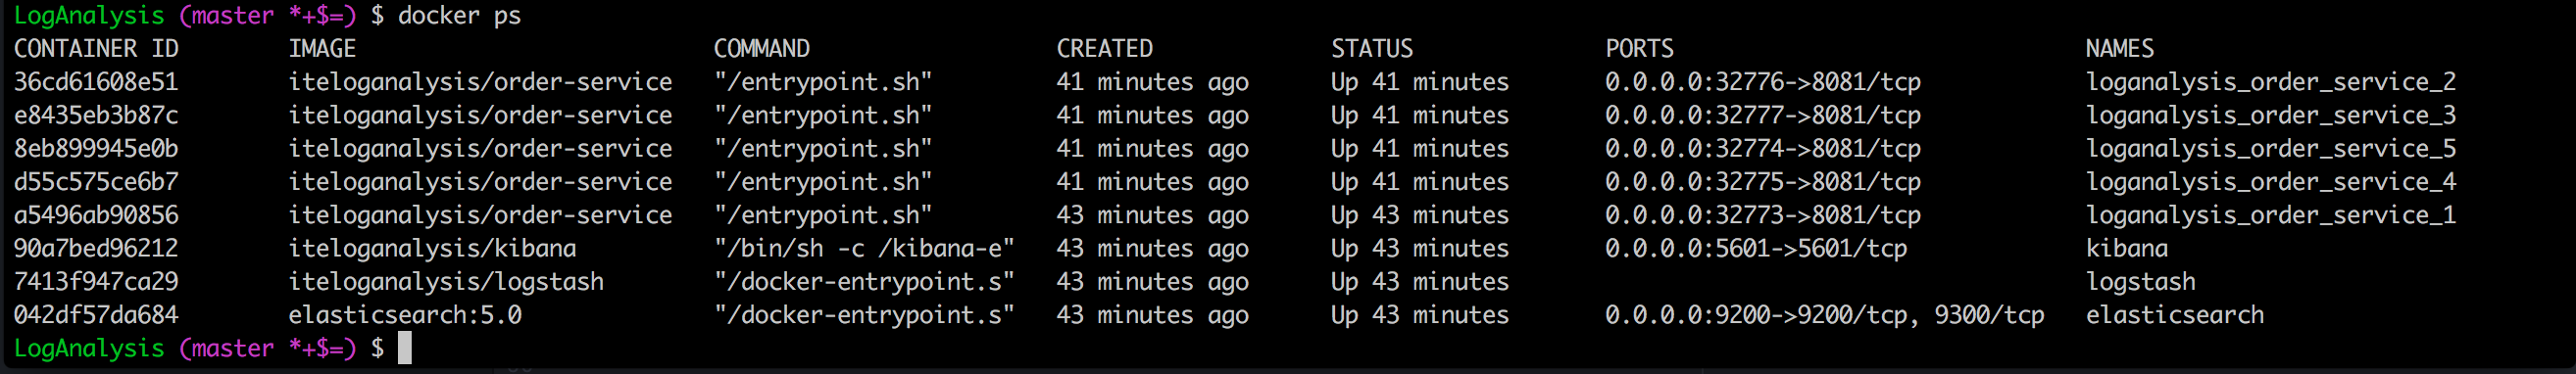 LogAnalysis (master *+$=) $ docker ps
CONTAINER ID        IMAGE                          COMMAND                  CREATED             STATUS              PORTS                              NAMES
36cd61608e51        iteloganalysis/order-service   "/entrypoint.sh"         41 minutes ago      Up 41 minutes       0.0.0.0:32776->8081/tcp            loganalysis_order_service_2
e8435eb3b87c        iteloganalysis/order-service   "/entrypoint.sh"         41 minutes ago      Up 41 minutes       0.0.0.0:32777->8081/tcp            loganalysis_order_service_3
8eb899945e0b        iteloganalysis/order-service   "/entrypoint.sh"         41 minutes ago      Up 41 minutes       0.0.0.0:32774->8081/tcp            loganalysis_order_service_5
d55c575ce6b7        iteloganalysis/order-service   "/entrypoint.sh"         41 minutes ago      Up 41 minutes       0.0.0.0:32775->8081/tcp            loganalysis_order_service_4
a5496ab90856        iteloganalysis/order-service   "/entrypoint.sh"         43 minutes ago      Up 43 minutes       0.0.0.0:32773->8081/tcp            loganalysis_order_service_1
90a7bed96212        iteloganalysis/kibana          "/bin/sh -c /kibana-e"   43 minutes ago      Up 43 minutes       0.0.0.0:5601->5601/tcp             kibana
7413f947ca29        iteloganalysis/logstash        "/docker-entrypoint.s"   43 minutes ago      Up 43 minutes                                          logstash
042df57da684        elasticsearch:5.0              "/docker-entrypoint.s"   43 minutes ago      Up 43 minutes       0.0.0.0:9200->9200/tcp, 9300/tcp   elasticsearch
LogAnalysis (master *+$=) $